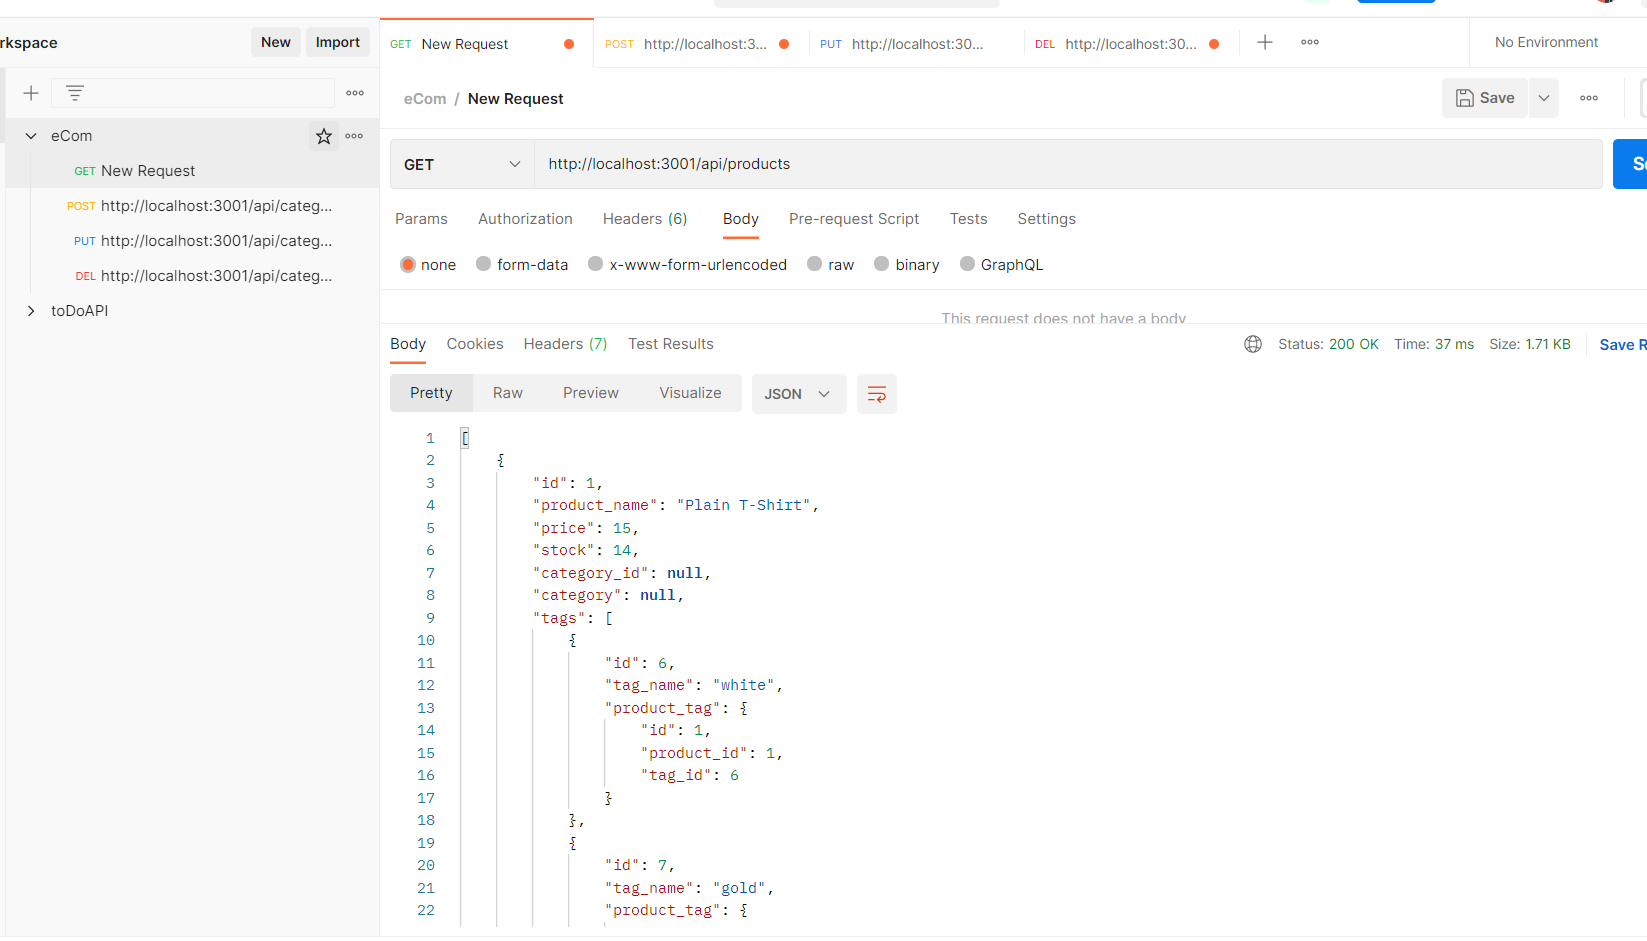 rkspace
New
Import
eCom
GET New Request
POST http://localhost:3001/api/categ...
PUT http://localhost:3001/api/categ...
DEL http://localhost:3001/api/categ...
toDoAPI
GET New Request
POST http://localhost:3...
PUT http://localhost:30...
DEL http://localhost:30...
No Environment
eCom / New Request
Save
GET
http://localhost:3001/api/products
Params Authorization Headers (6) Body Pre-request Script Tests Settings
none form-data x-www-form-urlencoded raw binary GraphQL
This request does not have a body
Body Cookies Headers (7) Test Results
Status: 200 OK Time: 37 ms Size: 1.71 KB Save R
Pretty Raw Preview Visualize JSON
1 [
2 {
3 "id": 1,
4 "product_name": "Plain T-Shirt",
5 "price": 15,
6 "stock": 14,
7 "category_id": null,
8 "category": null,
9 "tags": [
10 {
11 "id": 6,
12 "tag_name": "white",
13 "product_tag": {
14 "id": 1,
15 "product_id": 1,
16 "tag_id": 6
17 }
18 },
19 {
20 "id": 7,
21 "tag_name": "gold",
22 "product_tag": {